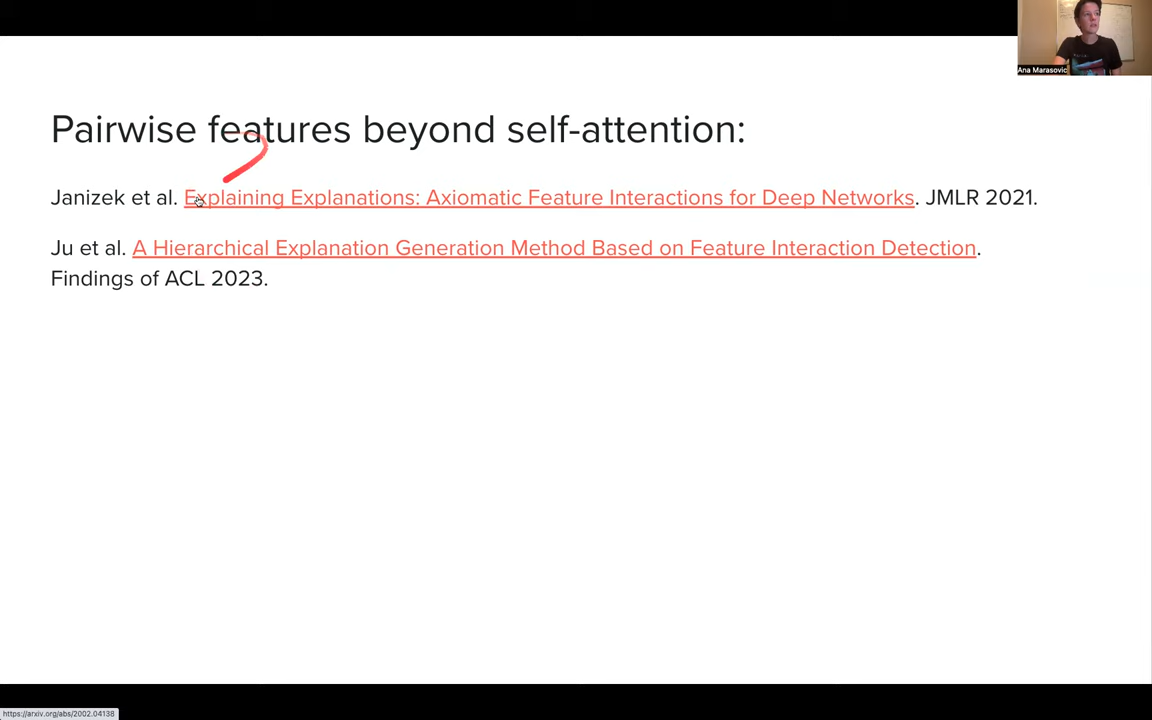 Ana Marasovic
Pairwise features beyond self-attention:
Janizek et al. Explaining Explanations: Axiomatic Feature Interactions for Deep Networks. JMLR 2021.
Ju et al. A Hierarchical Explanation Generation Method Based on Feature Interaction Detection.
Findings of ACL 2023.
https://arxiv.org/abs/2002.04138